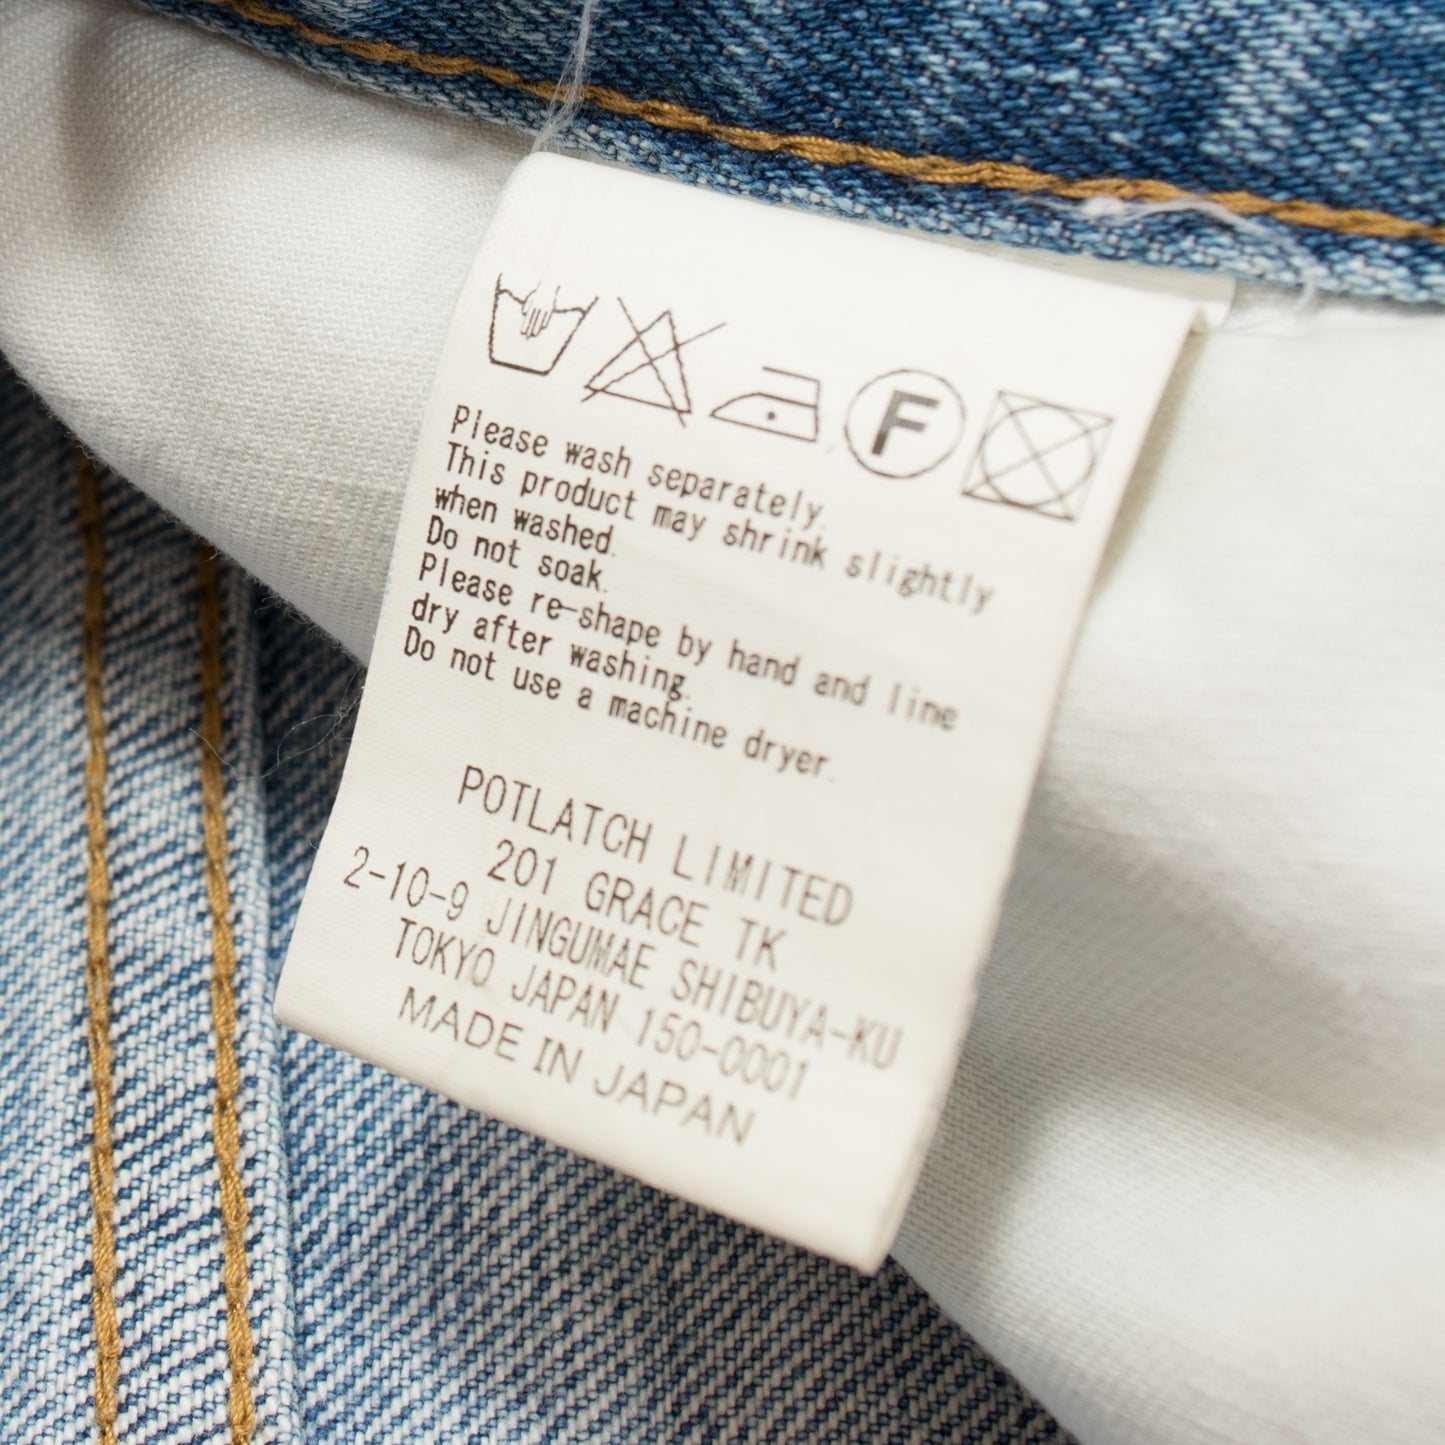 F
Please wash separately.
This product may shrink slightly
when washed.
Do not soak.
Please re-shape by hand and line
dry after washing.
Do not use a machine dryer.
POTLATCH LIMITED
201 GRACE TK
2-10-9 JINGUMAE SHIBUYA-KU
TOKYO JAPAN 150-0001
MADE IN JAPAN